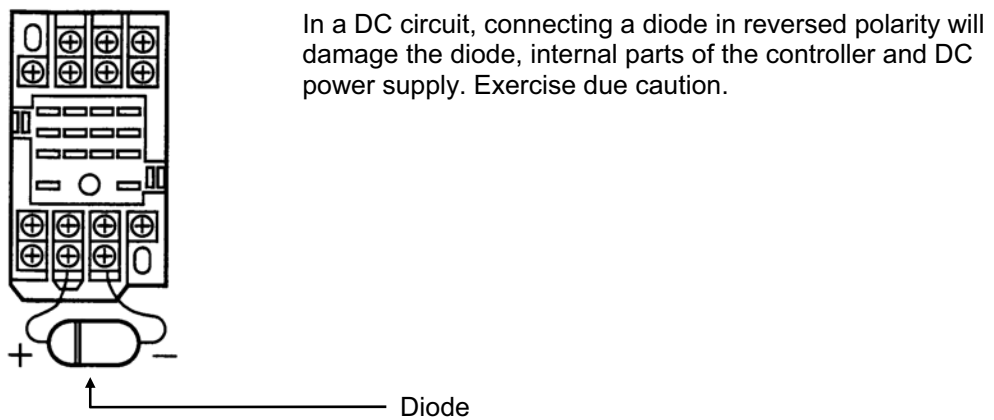 In a DC circuit, connecting a diode in reversed polarity will
damage the diode, internal parts of the controller and DC
power supply. Exercise due caution.
+
−
Diode